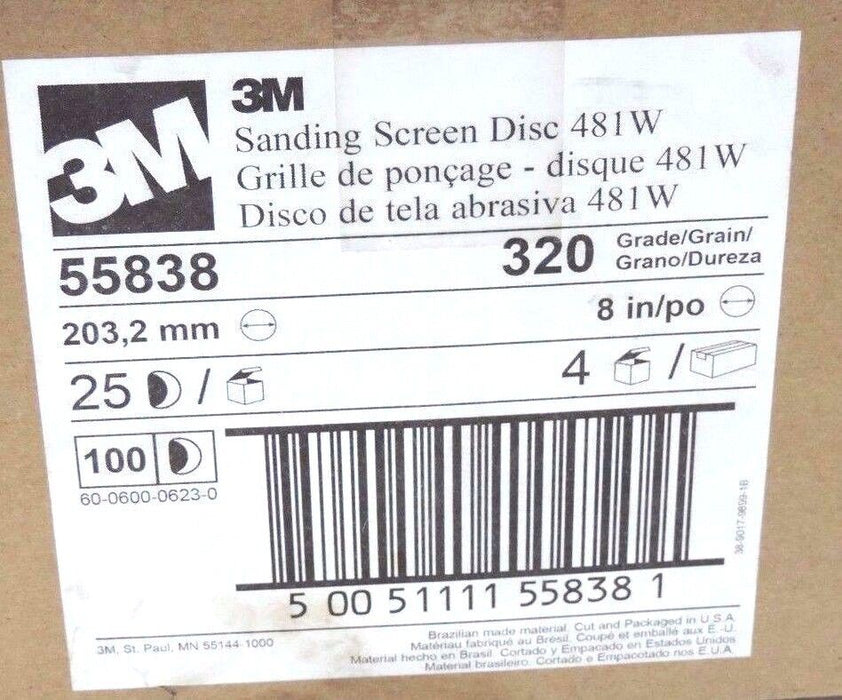 3M
3M
Sanding Screen Disc 481W
Grille de ponçage - disque 481W
Disco de tela abrasiva 481W
55838
320 Grade/Grain/
Grano/Dureza
203,2 mm
8 in/po
25 /
4 /
100
60-0600-0623-0
5 00 51111 55838 1
38-9017-9899-1B
3M, St. Paul, MN 55144-1000
Brazilian made material. Cut and Packaged in U.S.A.
Matériau fabriqué au Brésil. Coupé et emballé aux E.-U.
Material hecho en Brasil. Cortado y Empacado en Estados Unidos
Material brasileiro. Cortado e Empacotado nos E.U.A.